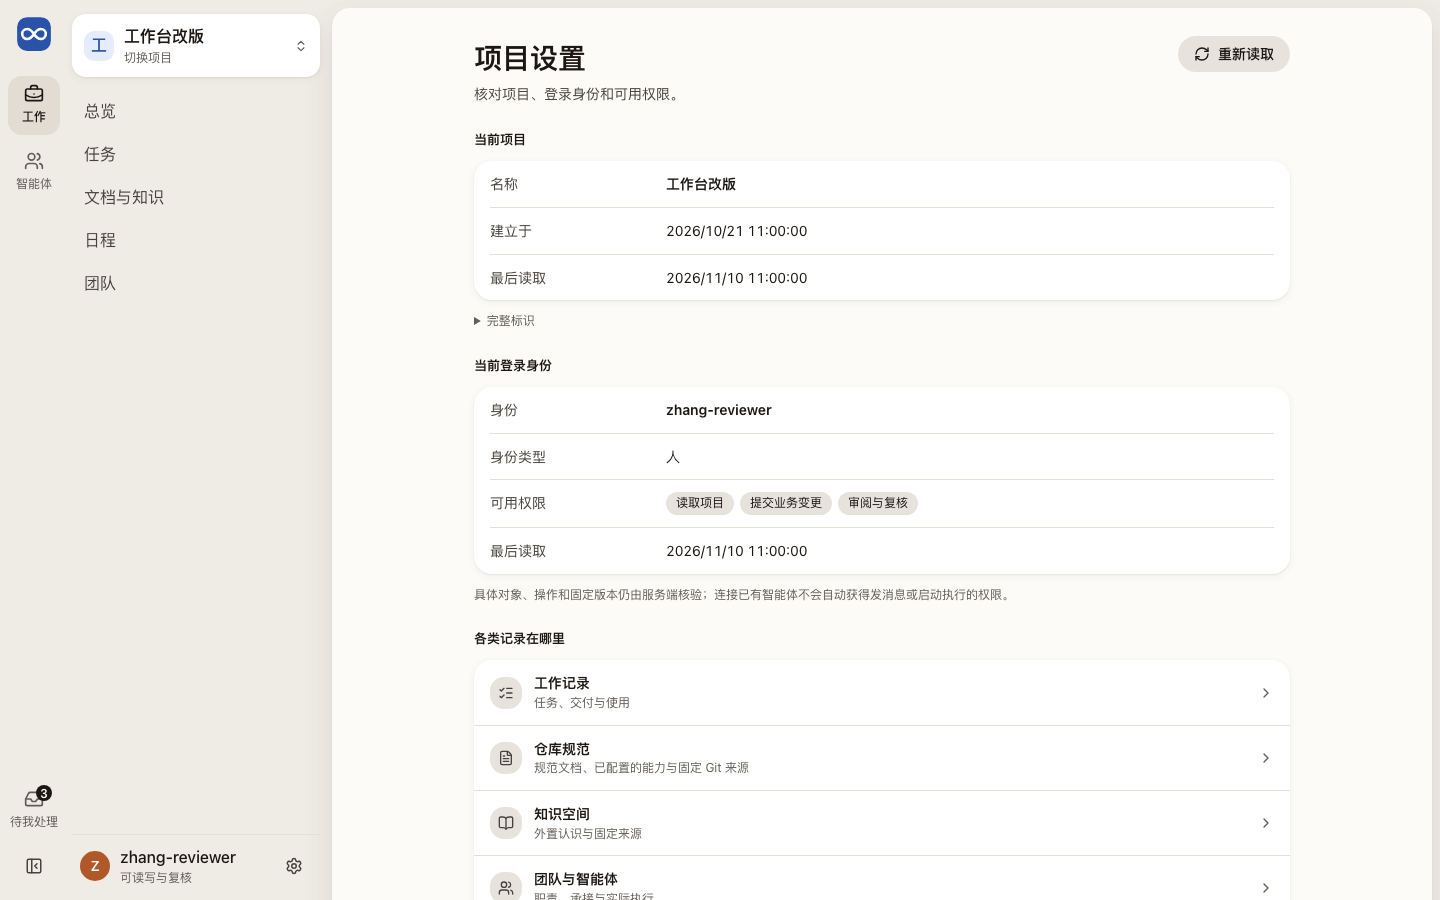 工作台改版
切换项目
工
工作
智能体
总览
任务
文档与知识
日程
团队
3
待我处理
Z
zhang-reviewer
可读写与复核
项目设置
重新读取
核对项目、登录身份和可用权限。
当前项目
名称 工作台改版
建立于 2026/10/21 11:00:00
最后读取 2026/11/10 11:00:00
完整标识
当前登录身份
身份 zhang-reviewer
身份类型 人
可用权限 读取项目 提交业务变更 审阅与复核
最后读取 2026/11/10 11:00:00
具体对象、操作和固定版本仍由服务端核验；连接已有智能体不会自动获得发消息或启动执行的权限。
各类记录在哪里
工作记录
任务、交付与使用
仓库规范
规范文档、已配置的能力与固定 Git 来源
知识空间
外置认识与固定来源
团队与智能体
职责、承接与实际执行